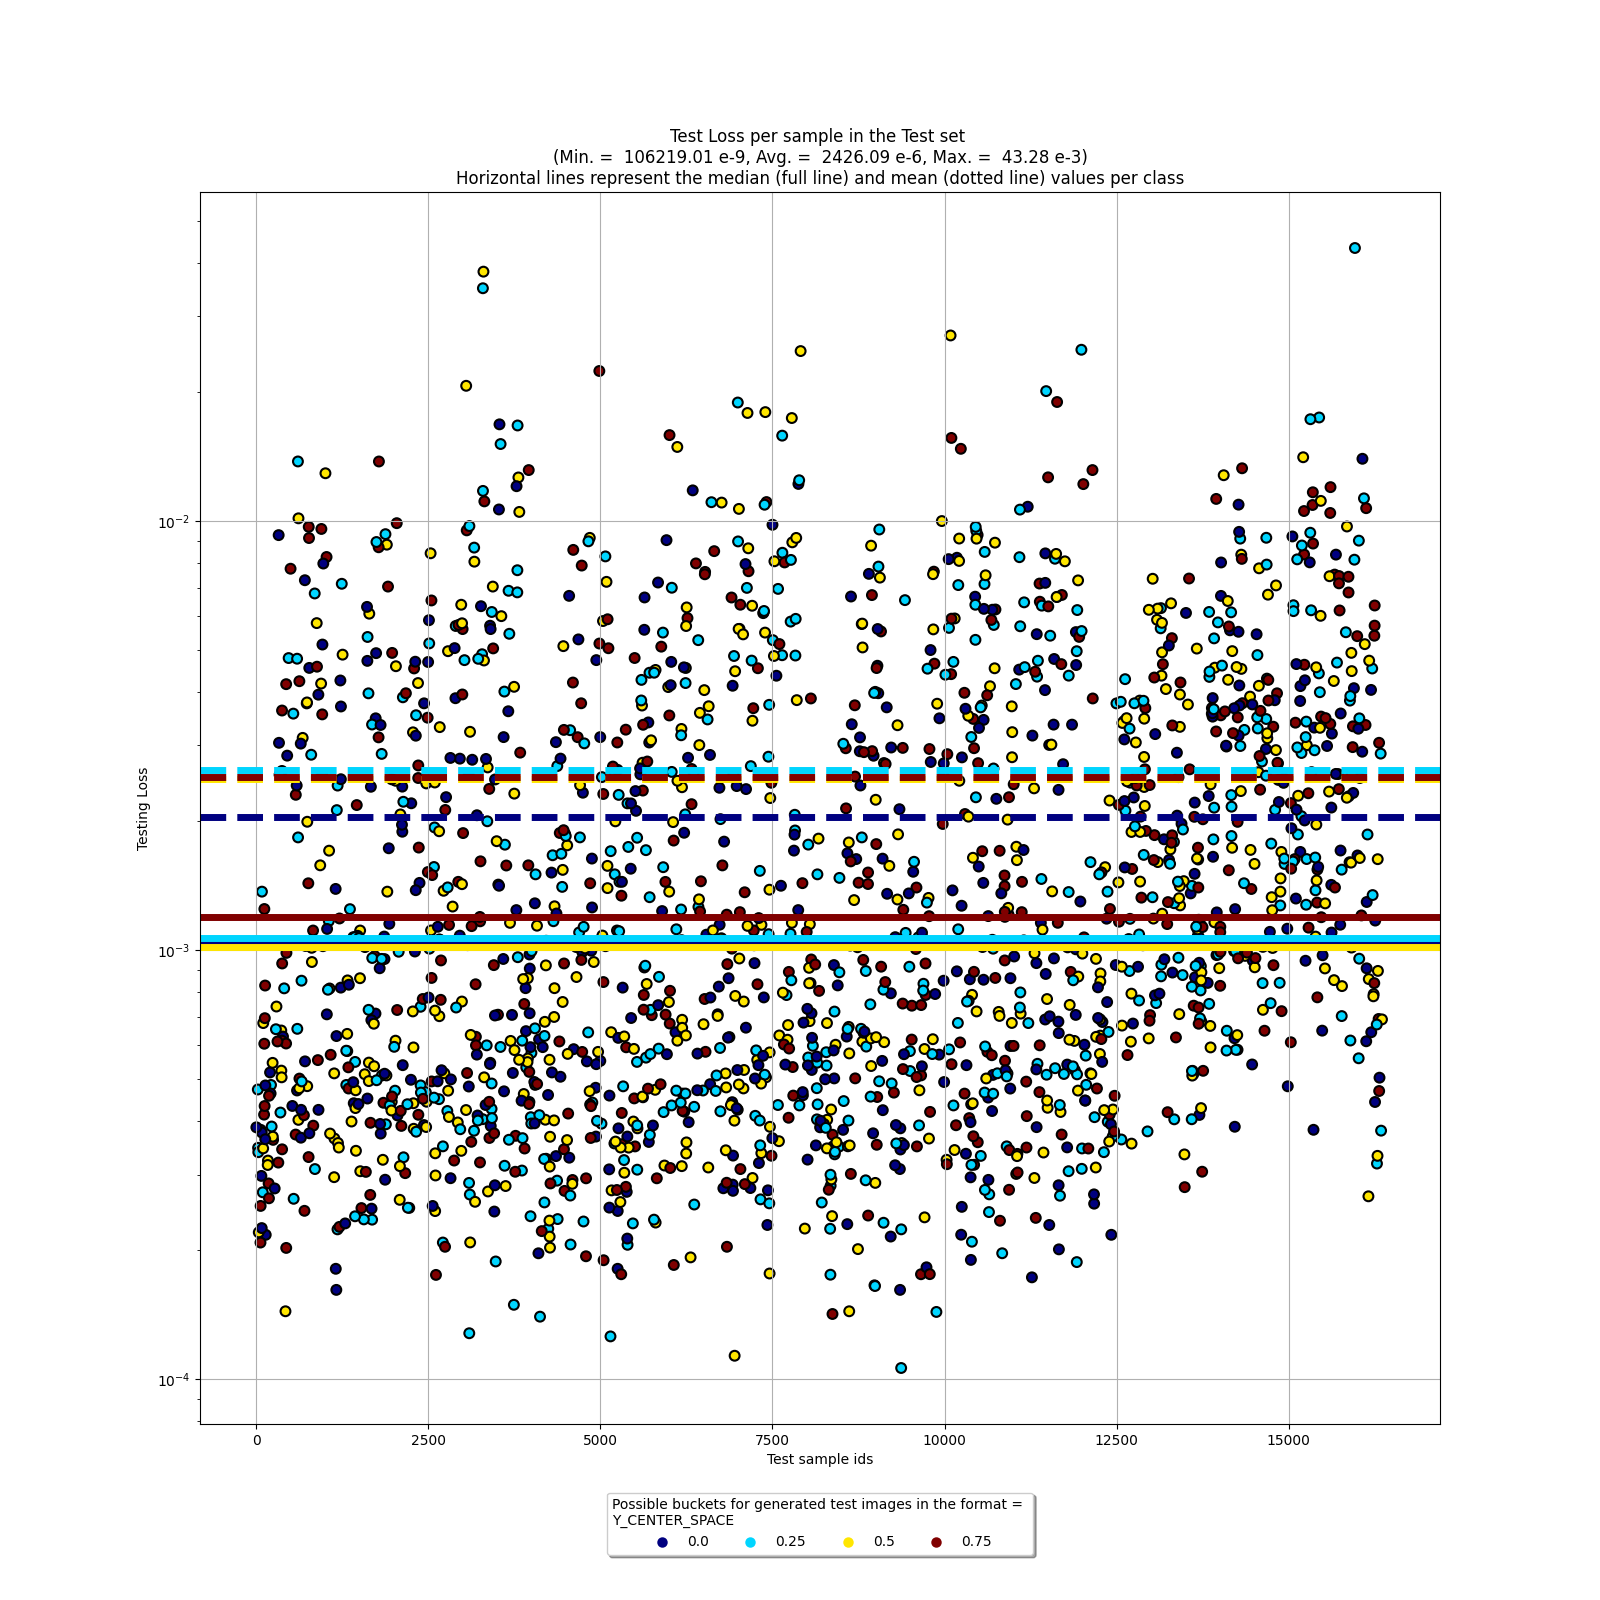 Test Loss per sample in the Test set
(Min. =  106219.01 e-9, Avg. =  2426.09 e-6, Max. =  43.28 e-3)
Horizontal lines represent the median (full line) and mean (dotted line) values per class
Testing Loss
10⁻²
10⁻³
10⁻⁴
0 2500 5000 7500 10000 12500 15000
Test sample ids
Possible buckets for generated test images in the format =
Y_CENTER_SPACE
0.0 0.25 0.5 0.75